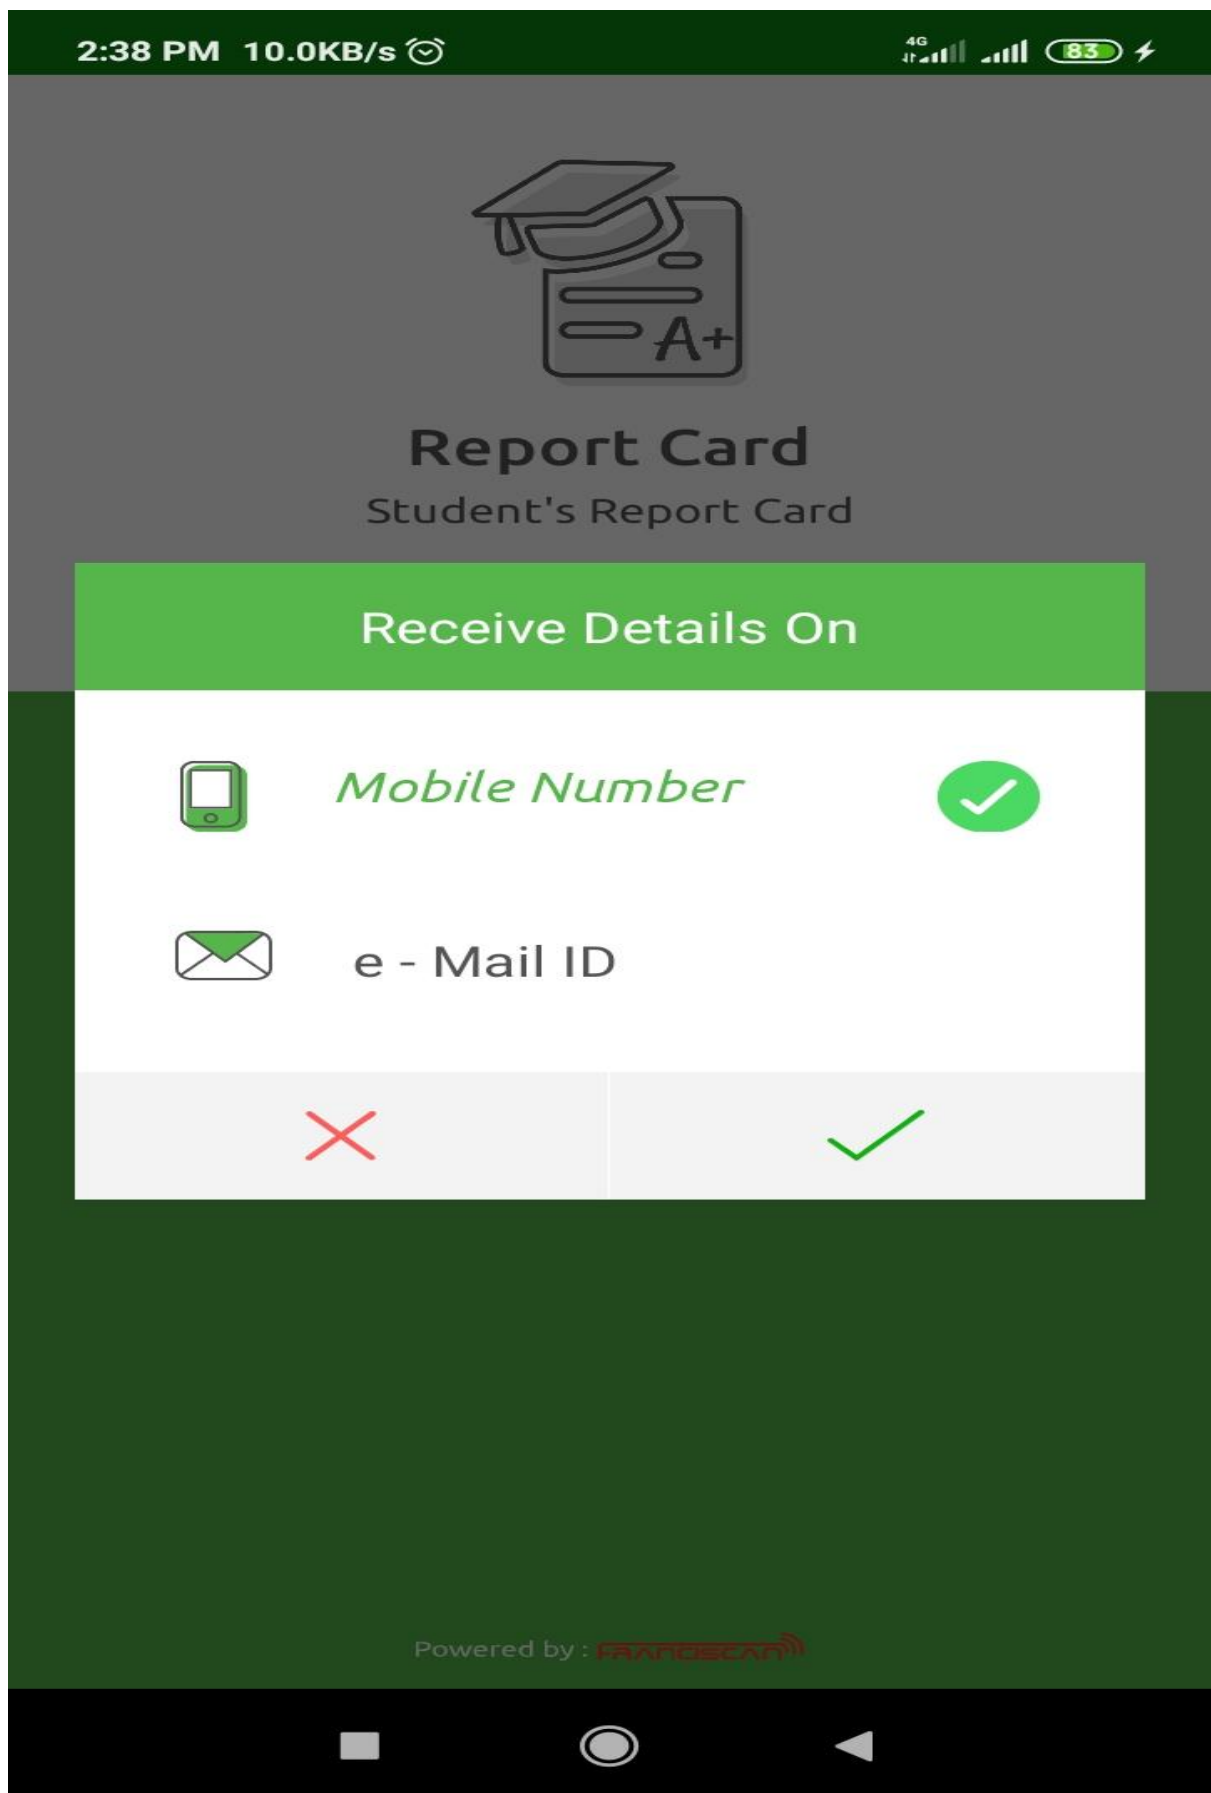 2:38 PM 10.0KB/s
4G
83
A+
Report Card
Student's Report Card
Receive Details On
Mobile Number
e - Mail ID
Powered by : FRANCISCAN